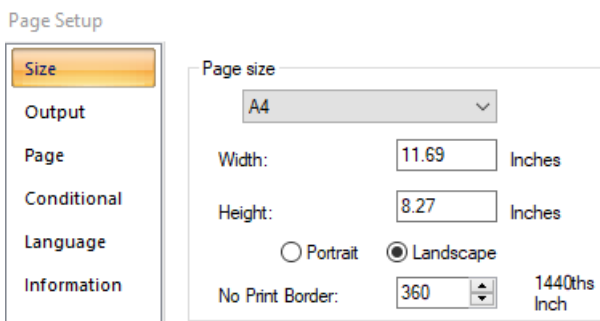 Page Setup
Size
Output
Page
Conditional
Language
Information
Page size
A4
Width: 11.69 Inches
Height: 8.27 Inches
Portrait Landscape
No Print Border: 360 1440ths
Inch